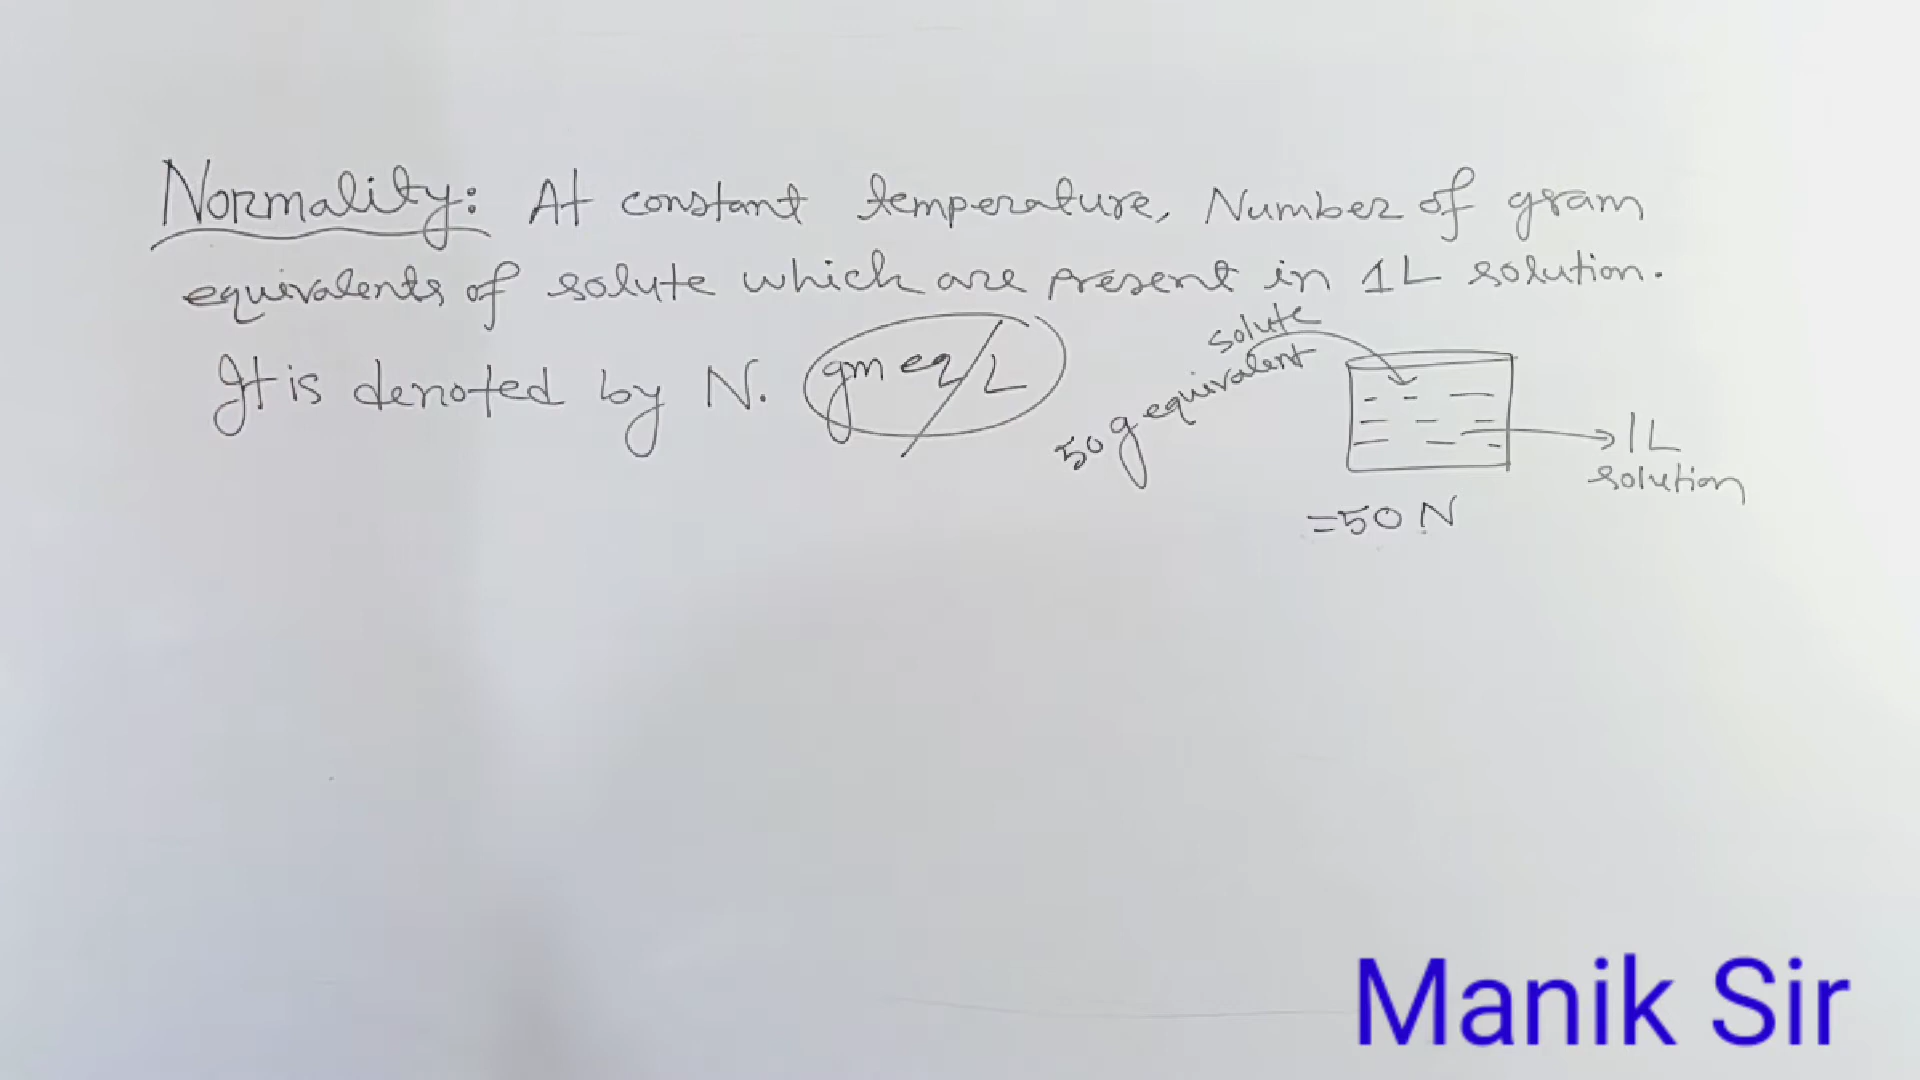 Normality: At constant temperature, Number of gram
equivalents of solute which are present in 1L solution.
It is denoted by N. gm eq/L
solute
50 g equivalent
1L
solution
=50 N
Manik Sir